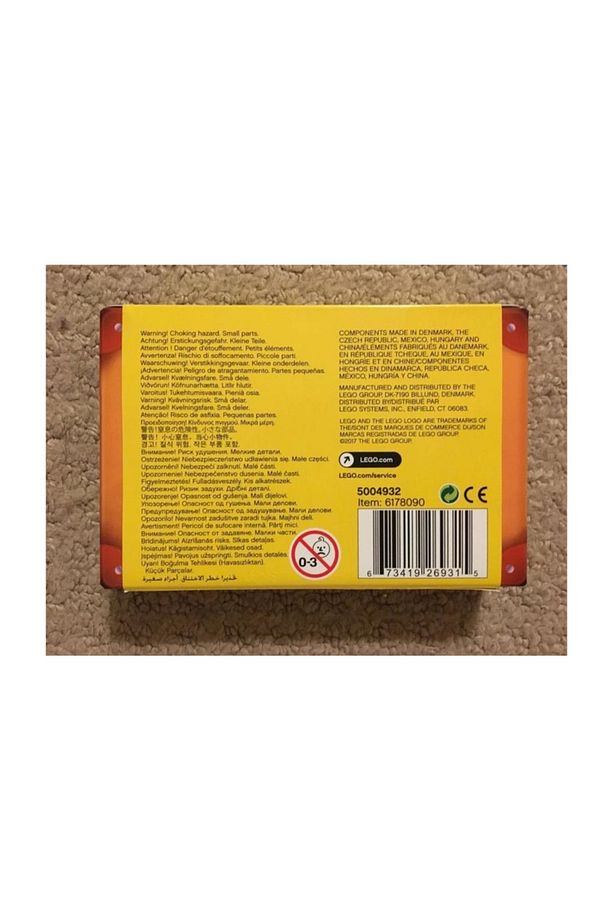 Warning! Choking hazard. Small parts.
Achtung! Erstickungsgefahr. Kleine Teile.
Attention ! Danger d'étouffement. Petits éléments.
Avvertenza! Rischio di soffocamento. Piccole parti.
Waarschuwing! Verstikkingsgevaar. Kleine onderdelen.
¡Advertencia! Peligro de atragantamiento. Partes pequeñas.
Advarsel! Kvælningsfare. Små dele.
Viðvörun! Köfnunarhætta. Litlir hlutir.
Varoitus! Tukehtumisvaara. Pieniä osia.
Varning! Kvävningsrisk. Små delar.
Advarsel! Kvelningsfare. Små deler.
Atenção! Risco de asfixia. Pequenas partes.
Προειδοποίηση! Κίνδυνος πνιγμού. Μικρά μέρη.
警告!窒息の危険性。小さな部品。
警告! 小心窒息。当心小物件。
경고! 질식 위험. 작은 부품 포함.
Внимание! Риск удушения. Мелкие детали.
Ostrzeżenie! Niebezpieczeństwo udławienia się. Małe części.
Upozornění! Nebezpečí zalknutí. Malé části.
Upozornenie! Nebezpečenstvo dusenia. Malé časti.
Figyelmeztetés! Fulladásveszély. Kis alkatrészek.
Обережно! Ризик задухи. Дрібні деталі.
Upozorenje! Opasnost od gušenja. Mali dijelovi.
Упозорење! Опасност од гушења. Мали делови.
Предупреждение! Опасност от задушаване. Малки части.
Opozorilo! Nevarnost zadušitve zaradi tujka. Majhni deli.
Avertisment! Pericol de sufocare internă. Părţi mici.
Внимание! Опасност од задавяне. Малки части.
Brīdinājums! Aizrīšanās risks. Sīkas detaļas.
Hoiatus! Kägistamisoht. Väikesed osad.
Įspėjimas! Pavojus užspringti. Smulkios detalės.
Uyarı! Boğulma Tehlikesi (Havasızlıktan).
Küçük Parçalar.
تحذير! خطر الاختناق. أجزاء صغيرة
0-3
COMPONENTS MADE IN DENMARK, THE
CZECH REPUBLIC, MEXICO, HUNGARY AND
CHINA/ÉLÉMENTS FABRIQUÉS AU DANEMARK,
EN RÉPUBLIQUE TCHEQUE, AU MEXIQUE, EN
HONGRIE ET EN CHINE/COMPONENTES
HECHOS EN DINAMARCA, REPÚBLICA CHECA,
MÉXICO, HUNGRÍA Y CHINA.
MANUFACTURED AND DISTRIBUTED BY THE
LEGO GROUP, DK-7190 BILLUND, DENMARK.
DISTRIBUTED BY/DISTRIBUÉ PAR
LEGO SYSTEMS, INC., ENFIELD, CT 06083.
LEGO AND THE LEGO LOGO ARE TRADEMARKS OF
THE/SONT DES MARQUES DE COMMERCE DU/SON
MARCAS REGISTRADAS DE LEGO GROUP.
©2017 THE LEGO GROUP.
LEGO.com
LEGO.com/service
5004932
Item: 6178090
CE
6 73419 26931 5